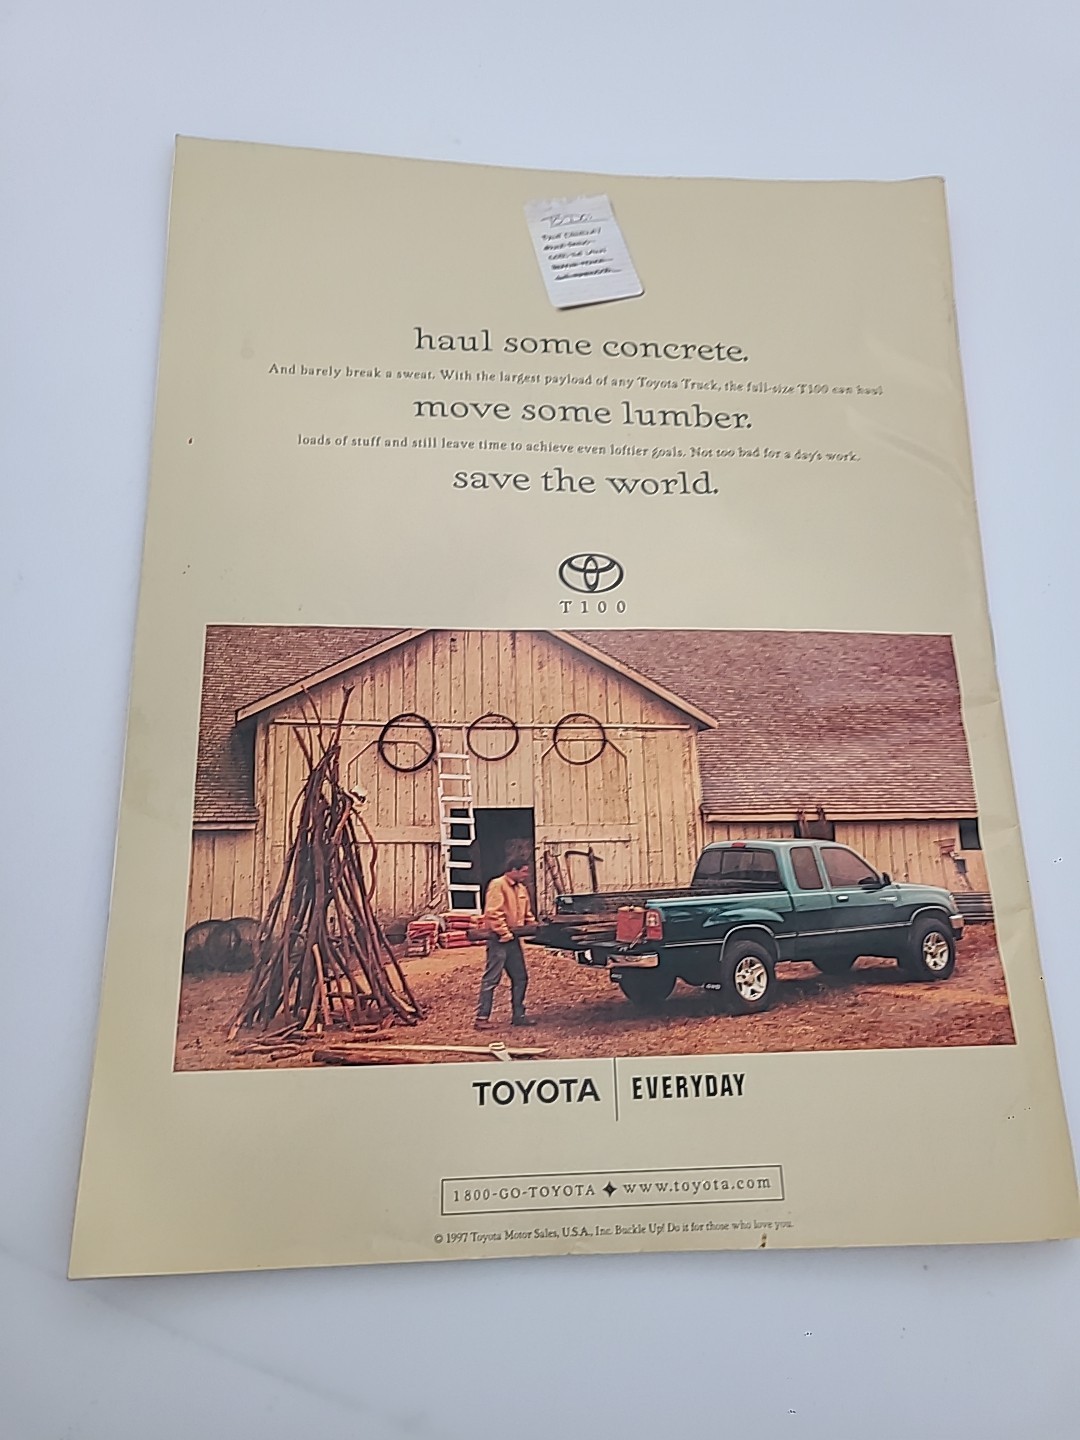 TO DO:
haul some concrete.
And barely break a sweat. With the largest payload of any Toyota Truck, the full-size T100 can haul
move some lumber.
loads of stuff and still leave time to achieve even loftier goals. Not too bad for a day's work.
save the world.
T100
TOYOTA | EVERYDAY
1800-GO-TOYOTA ✦ www.toyota.com
© 1997 Toyota Motor Sales, U.S.A., Inc. Buckle Up! Do it for those who love you.